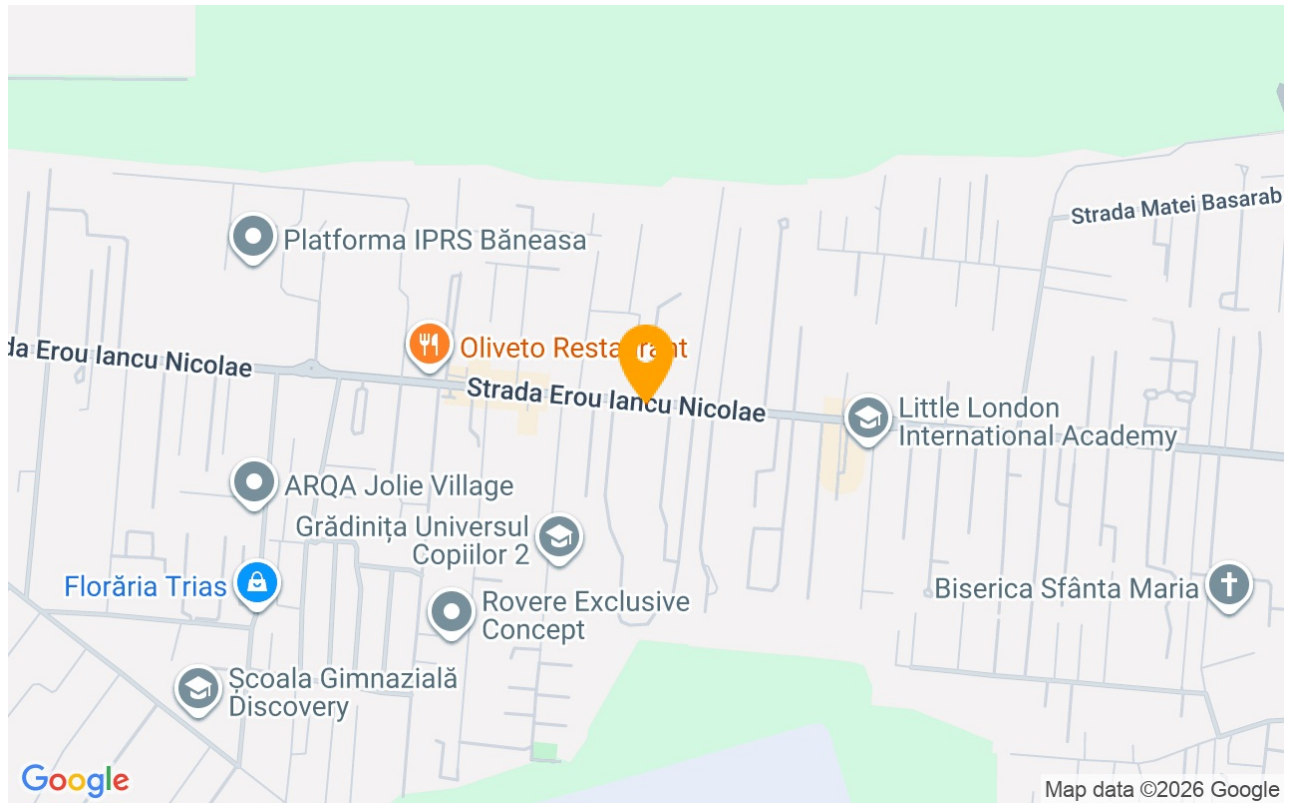 Strada Matei Basarab
Platforma IPRS Băneasa
da Erou Iancu Nicolae
Oliveto Restaurant
Strada Erou Iancu Nicolae
Little London
International Academy
ARQA Jolie Village
Grădinița Universul
Copiilor 2
Florăria Trias
Rovere Exclusive
Concept
Biserica Sfânta Maria
Școala Gimnazială
Discovery
Google
Map data ©2026 Google